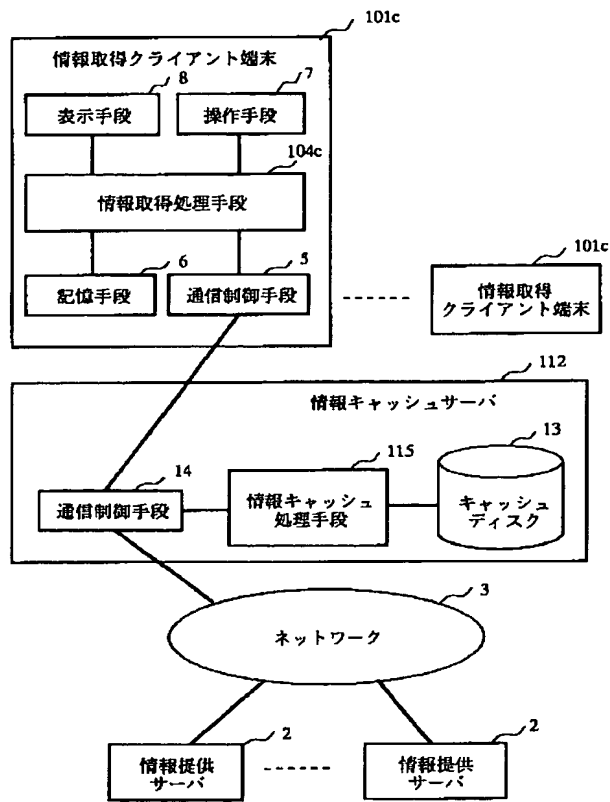 101c
情報取得クライアント端末
8
7
表示手段
操作手段
104c
情報取得処理手段
6
5
記憶手段
通信制御手段
101c
情報取得
クライアント端末
112
情報キャッシュサーバ
14
115
13
通信制御手段
情報キャッシュ
処理手段
キャッシュ
ディスク
3
ネットワーク
2
2
情報提供
サーバ
情報提供
サーバ